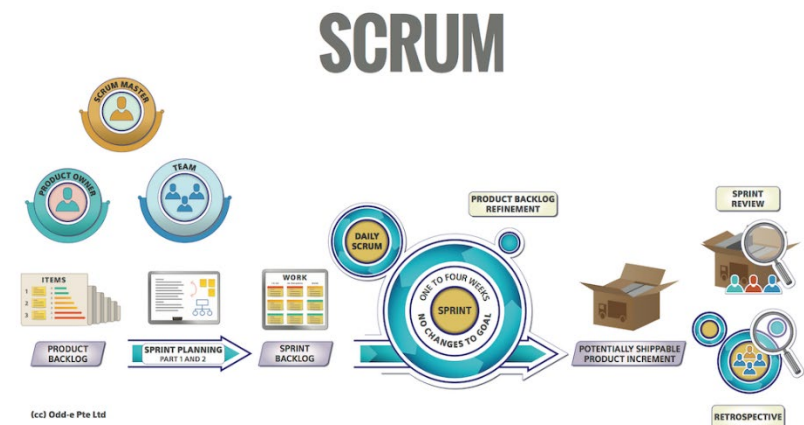 SCRUM
SCRUM MASTER
PRODUCT OWNER
TEAM
PRODUCT BACKLOG
REFINEMENT
SPRINT
REVIEW
DAILY
SCRUM
ITEMS
1
2
3
WORK
ONE TO FOUR WEEKS
SPRINT
NO CHANGES TO GOAL
PRODUCT
BACKLOG
SPRINT PLANNING
PART 1 AND 2
SPRINT
BACKLOG
POTENTIALLY SHIPPABLE
PRODUCT INCREMENT
(cc) Odd-e Pte Ltd
RETROSPECTIVE